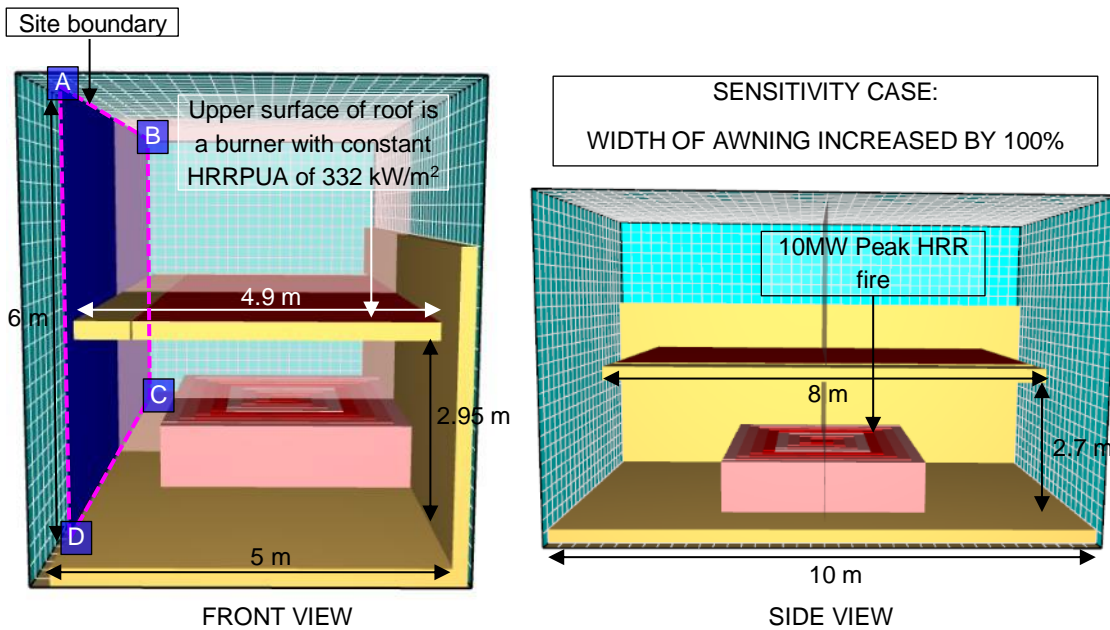 Site boundary
A
B
Upper surface of roof is
a burner with constant
HRRPUA of 332 kW/m²
4.9 m
6 m
C
2.95 m
D
5 m
FRONT VIEW
SENSITIVITY CASE:
WIDTH OF AWNING INCREASED BY 100%
10MW Peak HRR
fire
8 m
2.7 m
10 m
SIDE VIEW